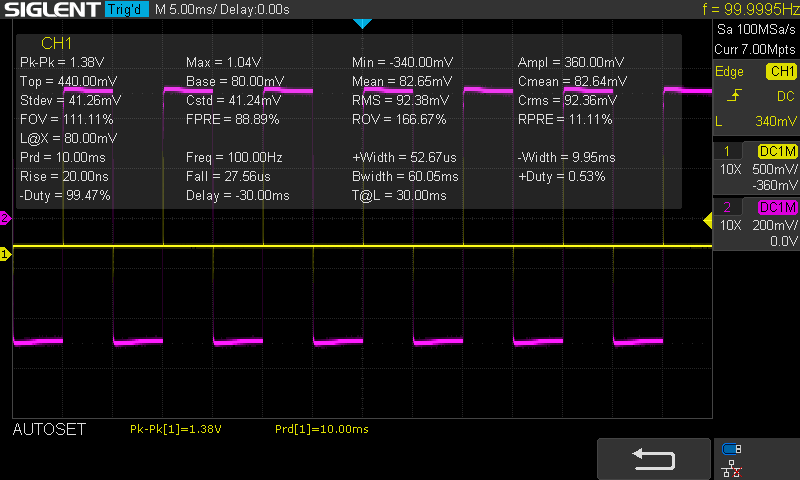 SIGLENT Trig'd M 5.00ms/ Delay:0.00s f = 99.9995Hz
Sa 100MSa/s
Curr 7.00Mpts
CH1
Pk-Pk = 1.38V Max = 1.04V Min = -340.00mV Ampl = 360.00mV
Top = 440.00mV Base = 80.00mV Mean = 82.65mV Cmean = 82.64mV
Stdev = 41.26mV Cstd = 41.24mV RMS = 92.38mV Crms = 92.36mV
FOV = 111.11% FPRE = 88.89% ROV = 166.67% RPRE = 11.11%
L@X = 80.00mV
Prd = 10.00ms Freq = 100.00Hz +Width = 52.67us -Width = 9.95ms
Rise = 20.00ns Fall = 27.56us Bwidth = 60.05ms +Duty = 0.53%
-Duty = 99.47% Delay = -30.00ms T@L = 30.00ms
Edge CH1
DC
L 340mV
1 DC1M
10X 500mV/
-360mV
2 DC1M
10X 200mV/
0.0V
2
1
AUTOSET Pk-Pk[1]=1.38V Prd[1]=10.00ms